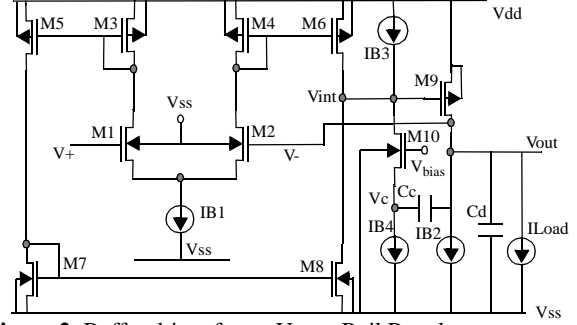 Vdd
M5 M3 M4 M6
IB3
M9
Vint
Vss
M1 M2
M10
V+ V-
Vbias
Vout
Vc Cc
Cd
IB1
IB4 IB2
ILoad
Vss
M7 M8
Vss